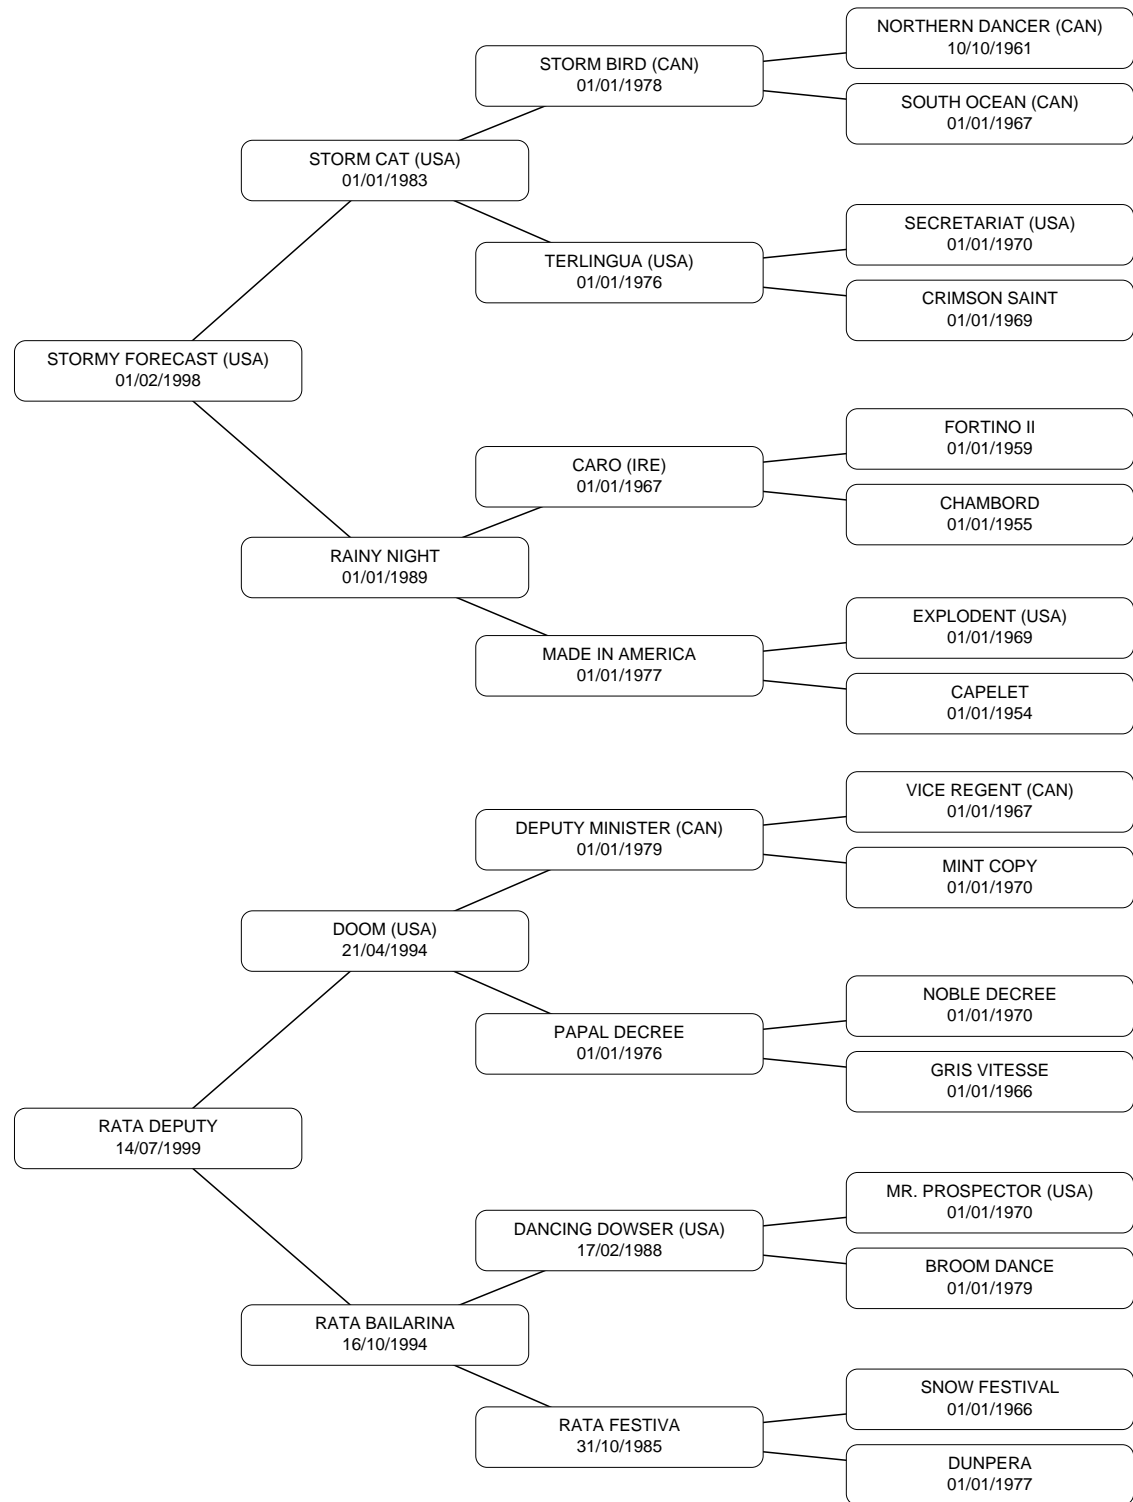 NORTHERN DANCER (CAN)
10/10/1961
STORM BIRD (CAN)
01/01/1978
SOUTH OCEAN (CAN)
01/01/1967
STORM CAT (USA)
01/01/1983
SECRETARIAT (USA)
01/01/1970
TERLINGUA (USA)
01/01/1976
CRIMSON SAINT
01/01/1969
STORMY FORECAST (USA)
01/02/1998
FORTINO II
01/01/1959
CARO (IRE)
01/01/1967
CHAMBORD
01/01/1955
RAINY NIGHT
01/01/1989
EXPLODENT (USA)
01/01/1969
MADE IN AMERICA
01/01/1977
CAPELET
01/01/1954
VICE REGENT (CAN)
01/01/1967
DEPUTY MINISTER (CAN)
01/01/1979
MINT COPY
01/01/1970
DOOM (USA)
21/04/1994
NOBLE DECREE
01/01/1970
PAPAL DECREE
01/01/1976
GRIS VITESSE
01/01/1966
RATA DEPUTY
14/07/1999
MR. PROSPECTOR (USA)
01/01/1970
DANCING DOWSER (USA)
17/02/1988
BROOM DANCE
01/01/1979
RATA BAILARINA
16/10/1994
SNOW FESTIVAL
01/01/1966
RATA FESTIVA
31/10/1985
DUNPERA
01/01/1977